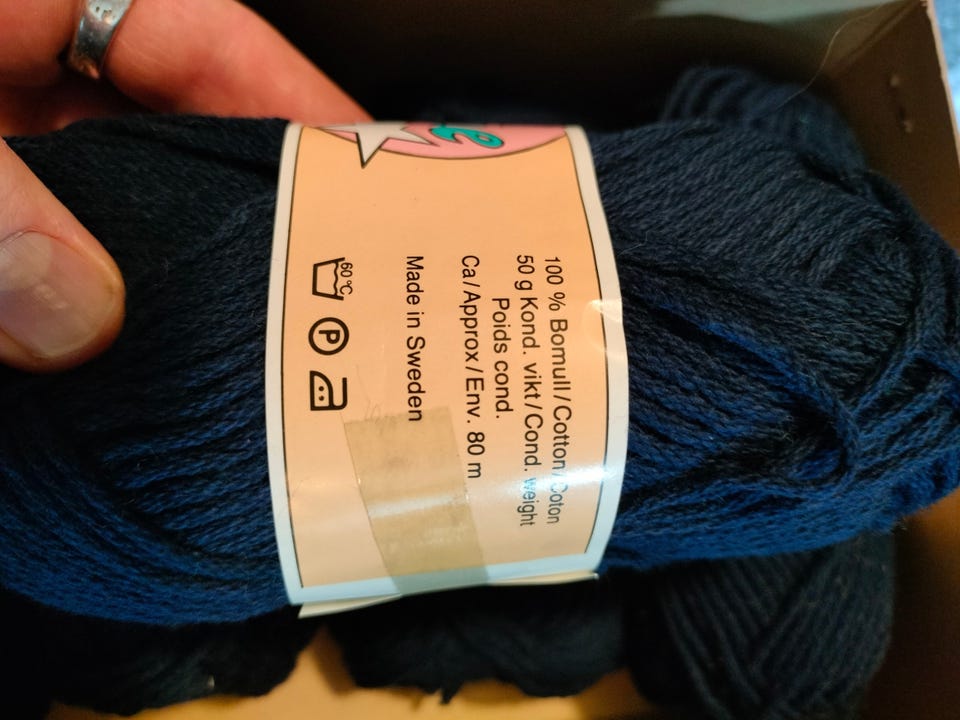 100 % Bomull / Cotton / Coton
50 g Kond. vikt / Cond. weight
Poids cond.
Ca / Approx / Env. 80 m
Made in Sweden
60 °C
P